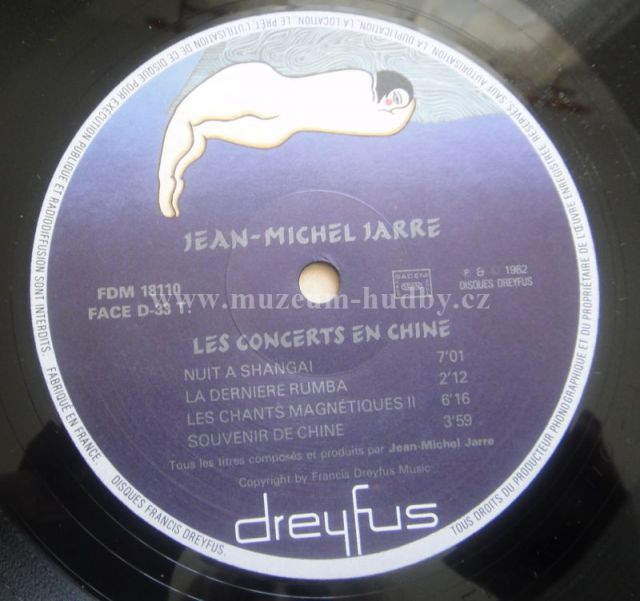 SAUF AUTORISATION, LA DUPLICATION, LA LOCATION, LE PRÊT, L'UTILISATION DE CE DISQUE POUR EXÉCUTION PUBLIQUE ET RADIODIFFUSION SONT INTERDITS. FABRIQUÉ EN FRANCE. DISQUES FRANCIS DREYFUS. TOUS DROITS DU PRODUCTEUR PHONOGRAPHIQUE ET DU PROPRIÉTAIRE DE L'ŒUVRE ENREGISTRÉE RÉSERVÉS.
JEAN-MICHEL JARRE
FDM 18110
FACE D-33 T.
SACEM
P & © 1982
DISQUES DREYFUS
www.muzeum-hudby.cz
LES CONCERTS EN CHINE
NUIT A SHANGAI 7'01
LA DERNIERE RUMBA 2'12
LES CHANTS MAGNÉTIQUES II 6'16
SOUVENIR DE CHINE 3'59
Tous les titres composés et produits par Jean-Michel Jarre
Copyright by Francis Dreyfus Music
dreyfus